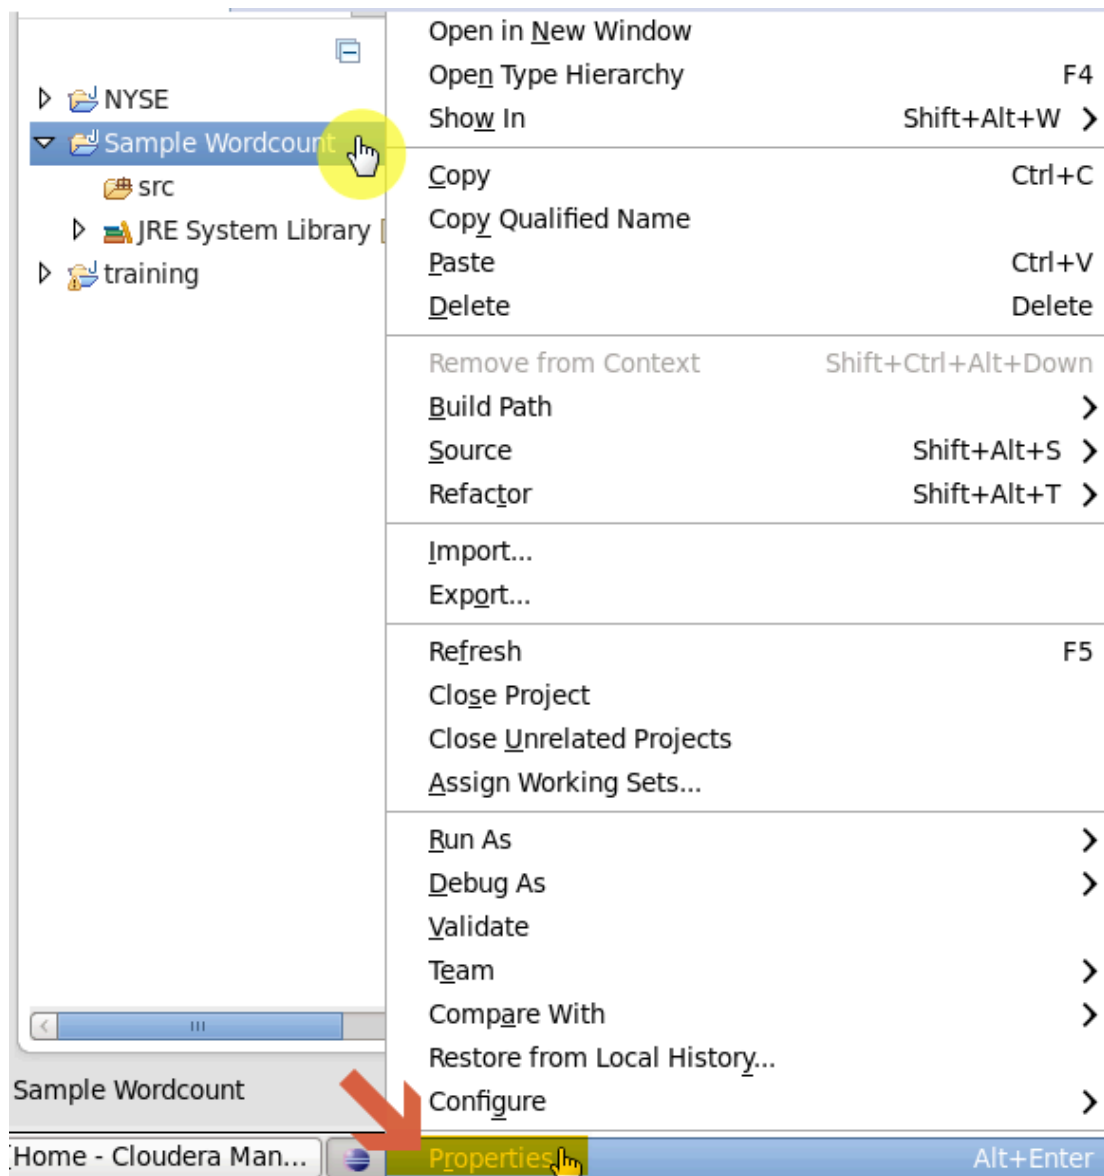 NYSE
Sample Wordcount
src
JRE System Library
training
Open in New Window
Open Type Hierarchy F4
Show In Shift+Alt+W
Copy Ctrl+C
Copy Qualified Name
Paste Ctrl+V
Delete Delete
Remove from Context Shift+Ctrl+Alt+Down
Build Path
Source Shift+Alt+S
Refactor Shift+Alt+T
Import...
Export...
Refresh F5
Close Project
Close Unrelated Projects
Assign Working Sets...
Run As
Debug As
Validate
Team
Compare With
Restore from Local History...
Configure
Properties Alt+Enter
Sample Wordcount
[Home - Cloudera Man...